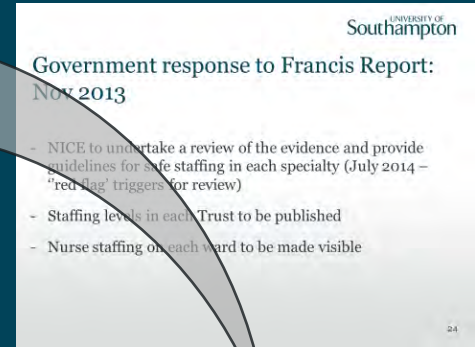 UNIVERSITY OF
Southampton
Government response to Francis Report:
Nov 2013
- NICE to undertake a review of the evidence and provide
guidelines for safe staffing in each specialty (July 2014 –
‘'red flag’ triggers for review)
- Staffing levels in each Trust to be published
- Nurse staffing on each ward to be made visible
24